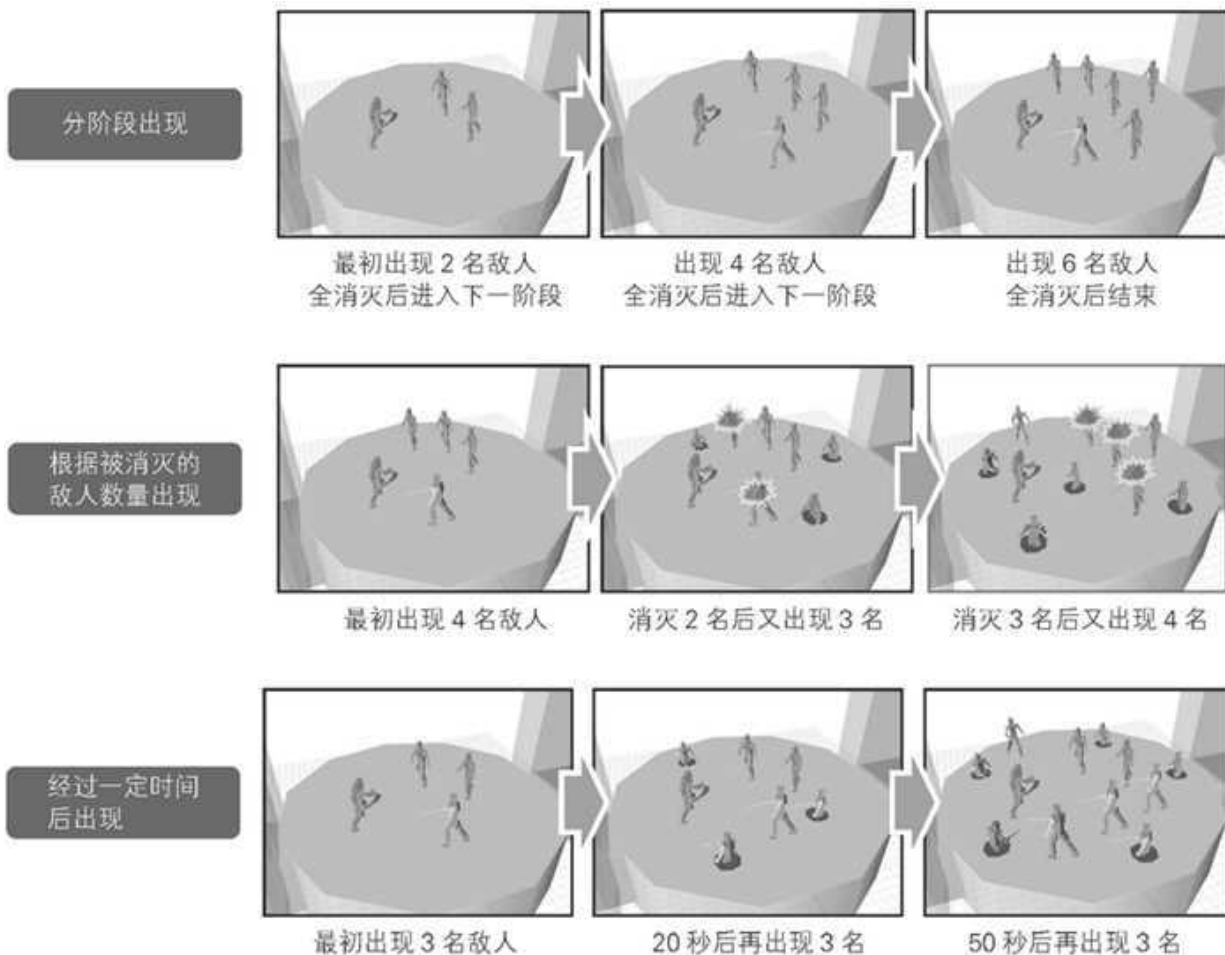 分阶段出现
最初出现 2 名敌人
全消灭后进入下一阶段
出现 4 名敌人
全消灭后进入下一阶段
出现 6 名敌人
全消灭后结束
根据被消灭的
敌人数量出现
最初出现 4 名敌人
消灭 2 名后又出现 3 名
消灭 3 名后又出现 4 名
经过一定时间
后出现
最初出现 3 名敌人
20 秒后再出现 3 名
50 秒后再出现 3 名